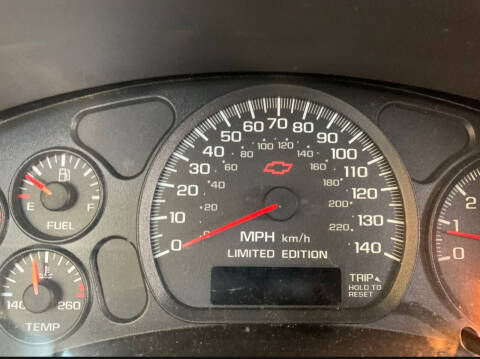 0 10 20 30 40 50 60 70 80 90 100 110 120 130 140
0 20 40 60 80 100 120 140 160 180 200 220
MPH km/h
LIMITED EDITION
TRIP
HOLD TO
RESET
E F
FUEL
140 260
TEMP
0 1 2